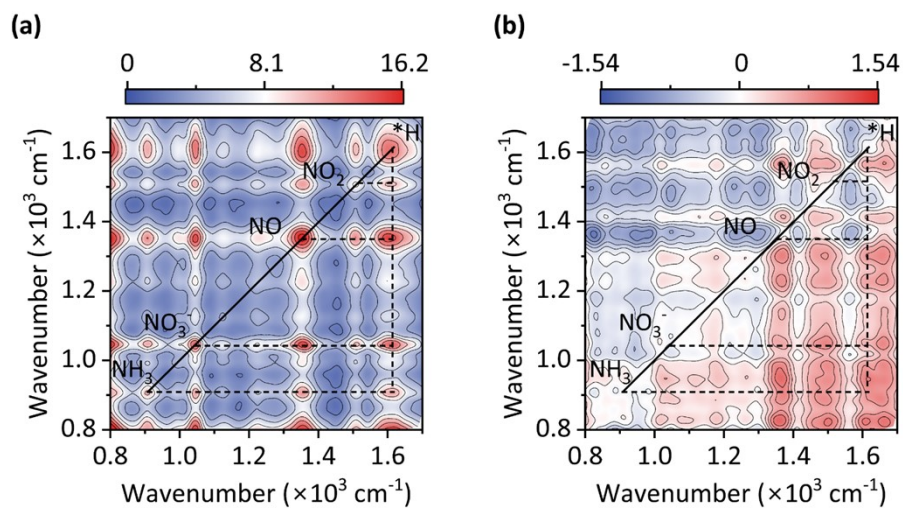 (a)
0 8.1 16.2
Wavenumber (×10³ cm⁻¹)
1.6
1.4
1.2
1.0
0.8
*H
NO₂
NO
NO₃⁻
NH₃
0.8 1.0 1.2 1.4 1.6
Wavenumber (×10³ cm⁻¹)
(b)
-1.54 0 1.54
Wavenumber (×10³ cm⁻¹)
1.6
1.4
1.2
1.0
0.8
*H
NO₂
NO
NO₃⁻
NH₃
0.8 1.0 1.2 1.4 1.6
Wavenumber (×10³ cm⁻¹)